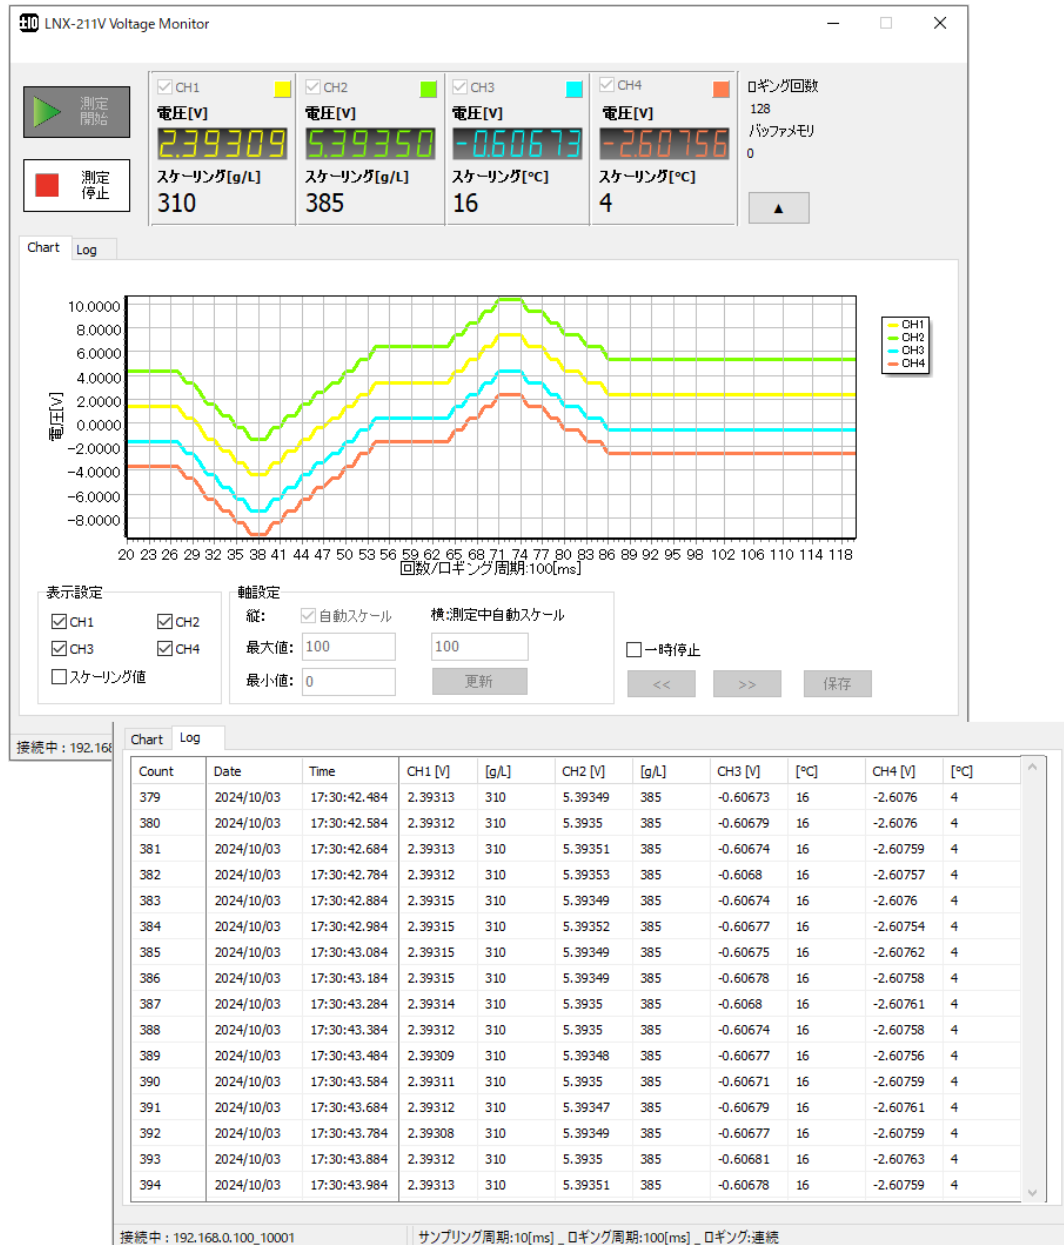 ±10 LNX-211V Voltage Monitor
測定開始
測定停止
CH1 CH2 CH3 CH4
電圧[V] 電圧[V] 電圧[V] 電圧[V]
2.39309 5.39350 -0.60673 -2.60756
スケーリング[g/L] スケーリング[g/L] スケーリング[°C] スケーリング[°C]
310 385 16 4
ロギング回数
128
バッファメモリ
0
▲
Chart Log
10.0000
8.0000
6.0000
4.0000
2.0000
0.0000
-2.0000
-4.0000
-6.0000
-8.0000
電圧[V]
CH1
CH2
CH3
CH4
20 23 26 29 32 35 38 41 44 47 50 53 56 59 62 65 68 71 74 77 80 83 86 89 92 95 98 102 106 110 114 118
回数/ロギング周期:100[ms]
表示設定
CH1 CH2
CH3 CH4
スケーリング値
軸設定
縦: 自動スケール 横:測定中自動スケール
最大値: 100 100
最小値: 0 更新
一時停止
<< >> 保存
接続中 : 192.168
Chart Log
Count Date Time CH1 [V] [g/L] CH2 [V] [g/L] CH3 [V] [°C] CH4 [V] [°C]
379 2024/10/03 17:30:42.484 2.39313 310 5.39349 385 -0.60673 16 -2.6076 4
380 2024/10/03 17:30:42.584 2.39312 310 5.3935 385 -0.60679 16 -2.6076 4
381 2024/10/03 17:30:42.684 2.39313 310 5.39351 385 -0.60674 16 -2.60759 4
382 2024/10/03 17:30:42.784 2.39312 310 5.39353 385 -0.6068 16 -2.60757 4
383 2024/10/03 17:30:42.884 2.39315 310 5.39349 385 -0.60674 16 -2.6076 4
384 2024/10/03 17:30:42.984 2.39315 310 5.39352 385 -0.60677 16 -2.60754 4
385 2024/10/03 17:30:43.084 2.39315 310 5.39349 385 -0.60675 16 -2.60762 4
386 2024/10/03 17:30:43.184 2.39315 310 5.39349 385 -0.60678 16 -2.60758 4
387 2024/10/03 17:30:43.284 2.39314 310 5.3935 385 -0.6068 16 -2.60761 4
388 2024/10/03 17:30:43.384 2.39312 310 5.3935 385 -0.60674 16 -2.60758 4
389 2024/10/03 17:30:43.484 2.39309 310 5.39348 385 -0.60677 16 -2.60756 4
390 2024/10/03 17:30:43.584 2.39311 310 5.3935 385 -0.60671 16 -2.60759 4
391 2024/10/03 17:30:43.684 2.39312 310 5.39347 385 -0.60679 16 -2.60761 4
392 2024/10/03 17:30:43.784 2.39308 310 5.39349 385 -0.60677 16 -2.60759 4
393 2024/10/03 17:30:43.884 2.39312 310 5.3935 385 -0.60681 16 -2.60763 4
394 2024/10/03 17:30:43.984 2.39313 310 5.39351 385 -0.60678 16 -2.60759 4
接続中 : 192.168.0.100_10001 サンプリング周期:10[ms] _ ロギング周期:100[ms] _ ロギング:連続